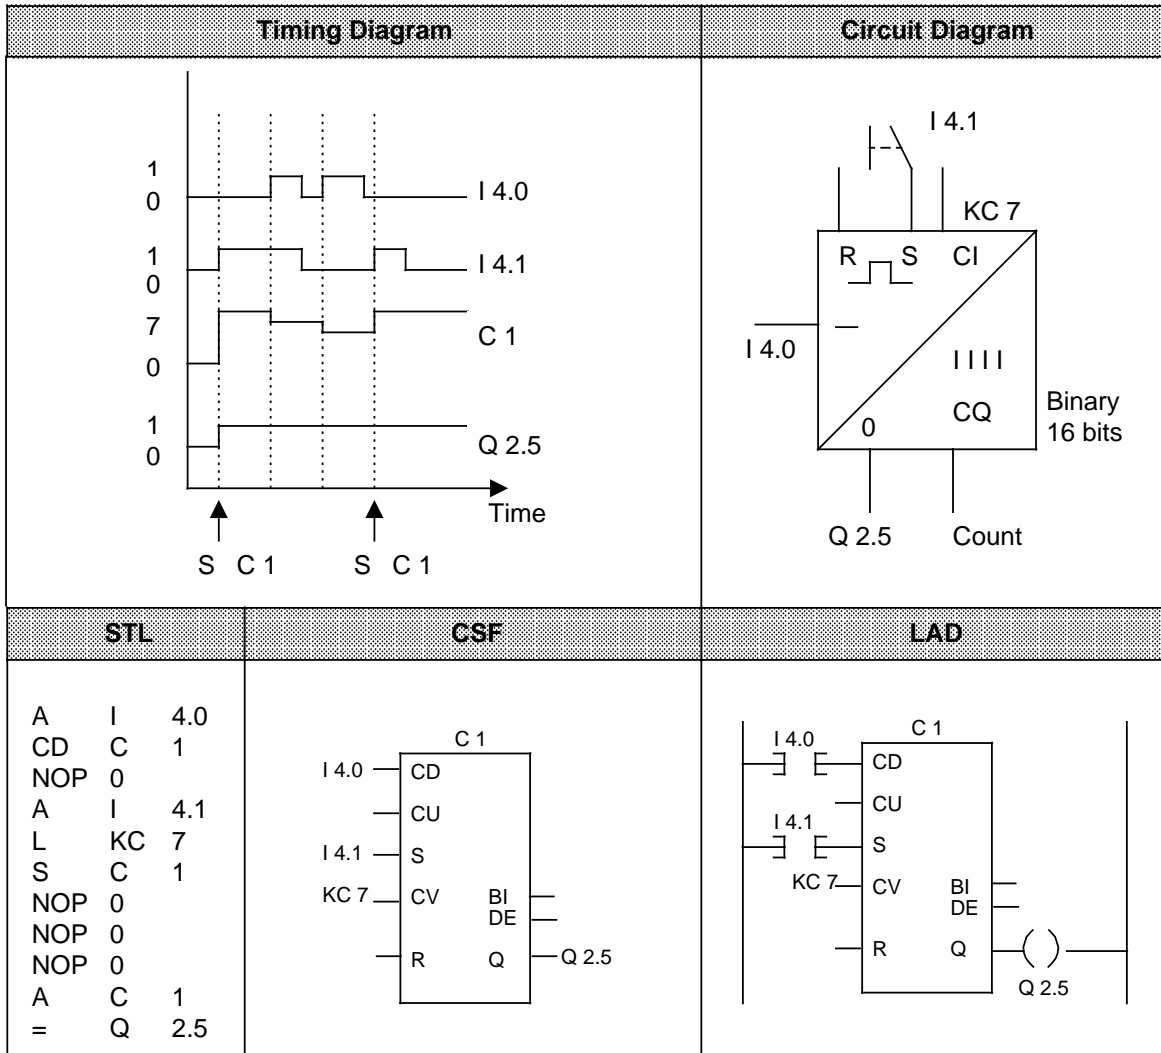 Timing Diagram
Circuit Diagram
1
0
I 4.0
1
0
I 4.1
7
0
C 1
1
0
Q 2.5
Time
S C 1
S C 1
I 4.1
KC 7
R S CI
I 4.0
I I I I
CQ
0
Binary
16 bits
Q 2.5
Count
STL
CSF
LAD
A I 4.0
CD C 1
NOP 0
A I 4.1
L KC 7
S C 1
NOP 0
NOP 0
NOP 0
A C 1
= Q 2.5
C 1
I 4.0 CD
CU
I 4.1 S
KC 7 CV BI
DE
R Q Q 2.5
C 1
I 4.0
CD
CU
I 4.1
S
KC 7 CV BI
DE
R Q
Q 2.5